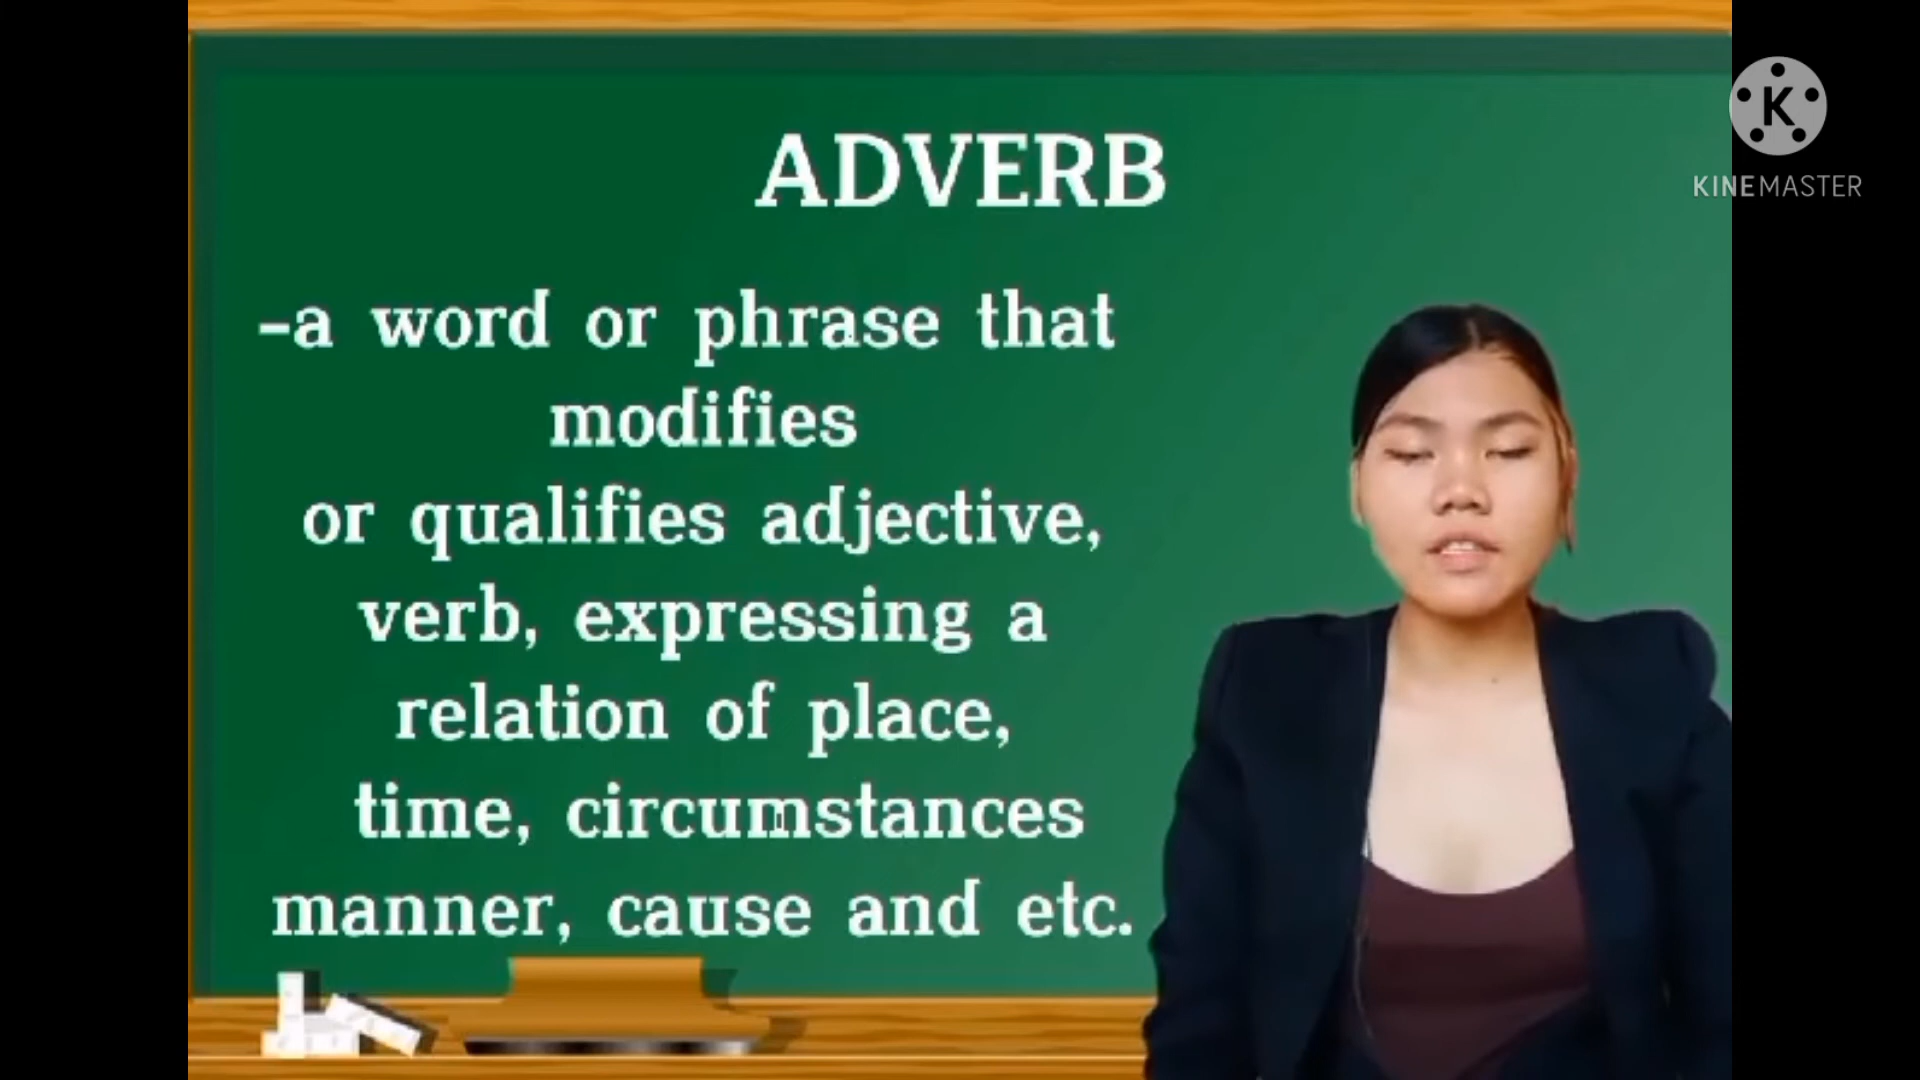 ADVERB
-a word or phrase that
modifies
or qualifies adjective,
verb, expressing a
relation of place,
time, circumstances
manner, cause and etc.
K
KINEMASTER